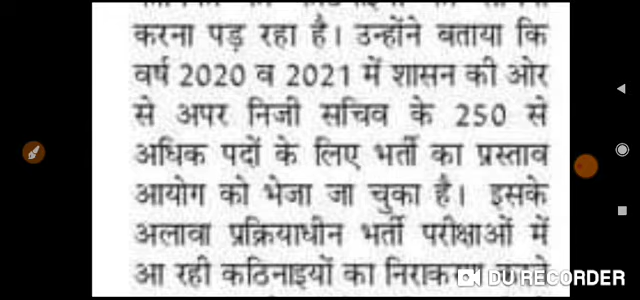 करना पड़ रहा है। उन्होंने बताया कि
वर्ष 2020 व 2021 में शासन की ओर
से अपर निजी सचिव के 250 से
अधिक पदों के लिए भर्ती का प्रस्ताव
आयोग को भेजा जा चुका है। इसके
अलावा प्रक्रियाधीन भर्ती परीक्षाओं में
आ रही कठिनाइयों का निराकरण
DU RECORDER